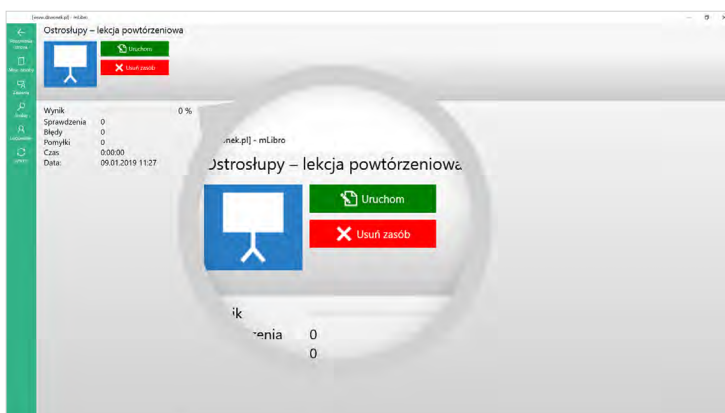 [www.dzwonek.pl] - mLibro
Ostrosłupy – lekcja powtórzeniowa
Uruchom
Usuń zasób
Wynik 0 %
Sprawdzenia 0
Błędy 0
Pomyłki 0
Czas 0:00:00
Data: 09.01.2019 11:27
nek.pl] - mLibro
Ostrosłupy – lekcja powtórzeniowa
Uruchom
Usuń zasób
ik
zenia 0
0